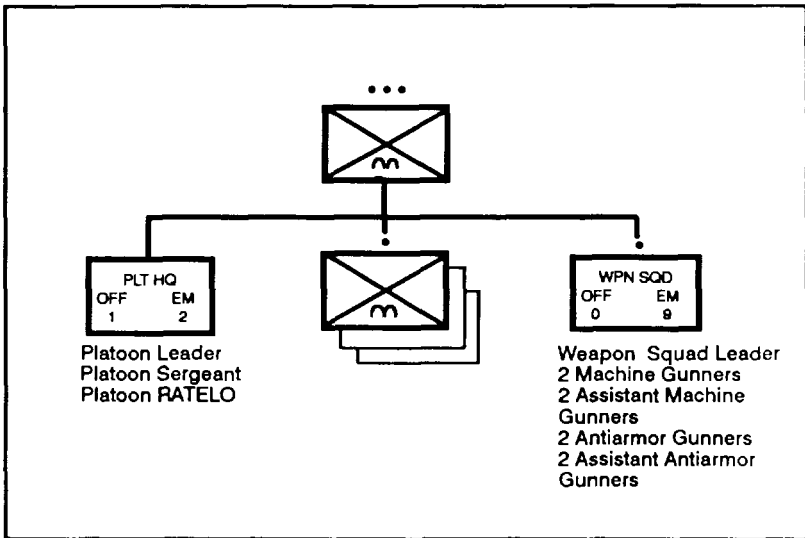 PLT HQ
OFF EM
1 2
Platoon Leader
Platoon Sergeant
Platoon RATELO
WPN SQD
OFF EM
0 9
Weapon Squad Leader
2 Machine Gunners
2 Assistant Machine
Gunners
2 Antiarmor Gunners
2 Assistant Antiarmor
Gunners